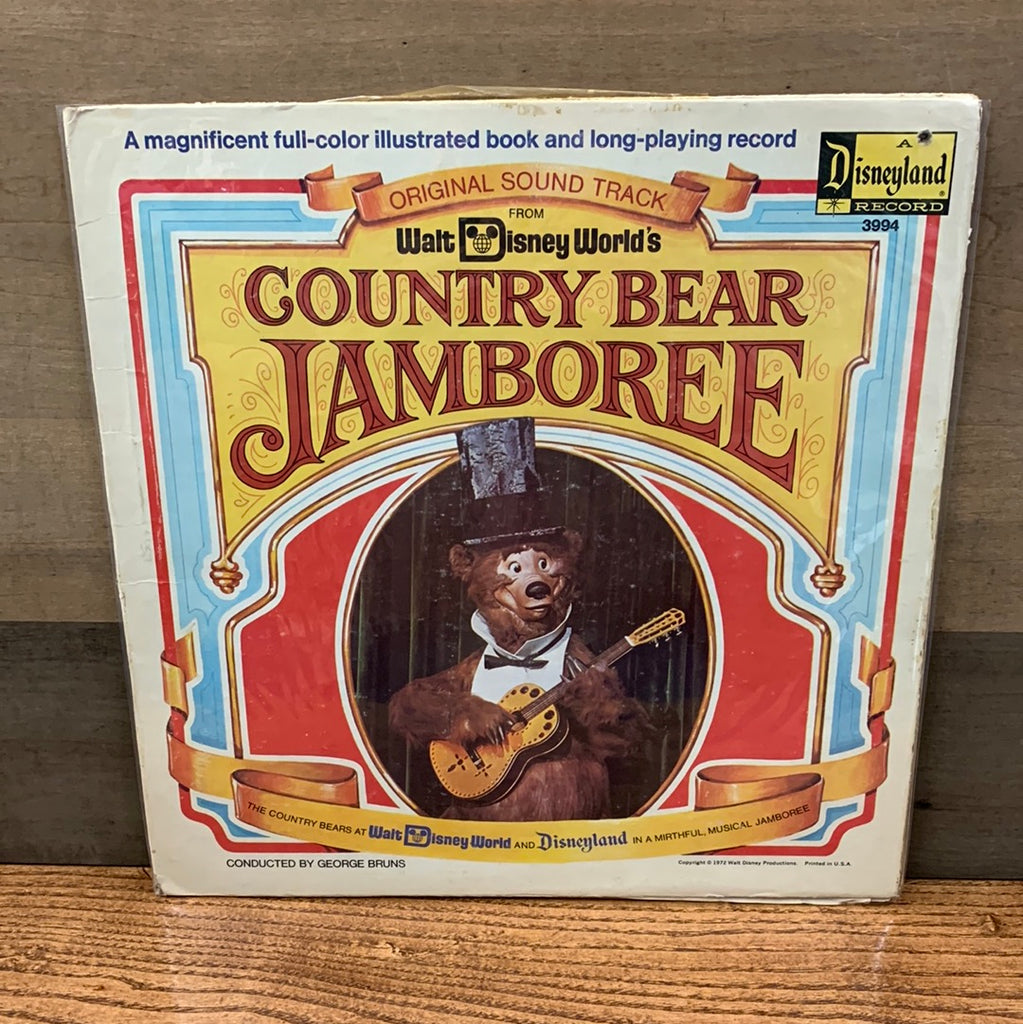 A magnificent full-color illustrated book and long-playing record
A
Disneyland®
RECORD
3994
ORIGINAL SOUND TRACK
FROM
Walt Disney World's
COUNTRY BEAR
JAMBOREE
THE COUNTRY BEARS AT Walt Disney World AND Disneyland IN A MIRTHFUL, MUSICAL JAMBOREE
CONDUCTED BY GEORGE BRUNS
Copyright © 1972 Walt Disney Productions. Printed in U.S.A.